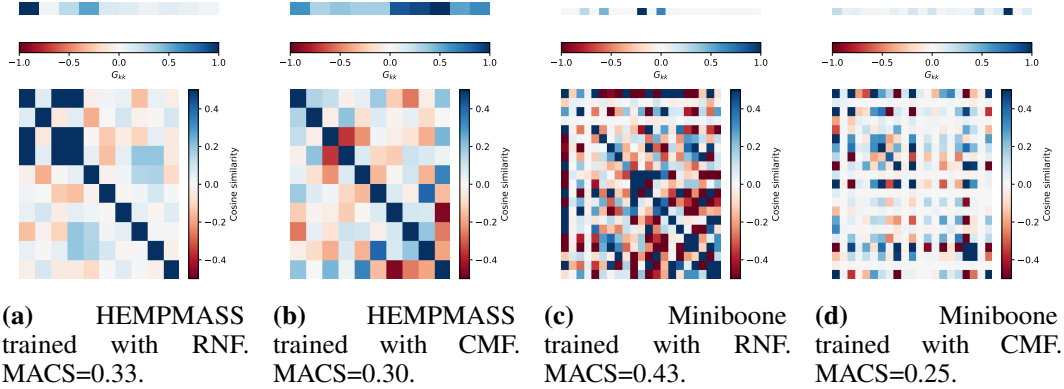 −1.0 −0.5 0.0 0.5 1.0
G_kk
0.4
0.2
0.0
−0.2
−0.4
Cosine similarity
(a) HEMPMASS
trained with RNF.
MACS=0.33.
−1.0 −0.5 0.0 0.5 1.0
G_kk
0.4
0.2
0.0
−0.2
−0.4
Cosine similarity
(b) HEMPMASS
trained with CMF.
MACS=0.30.
−1.0 −0.5 0.0 0.5 1.0
G_kk
0.4
0.2
0.0
−0.2
−0.4
Cosine similarity
(c) Miniboone
trained with RNF.
MACS=0.43.
−1.0 −0.5 0.0 0.5 1.0
G_kk
0.4
0.2
0.0
−0.2
−0.4
Cosine similarity
(d) Miniboone
trained with CMF.
MACS=0.25.